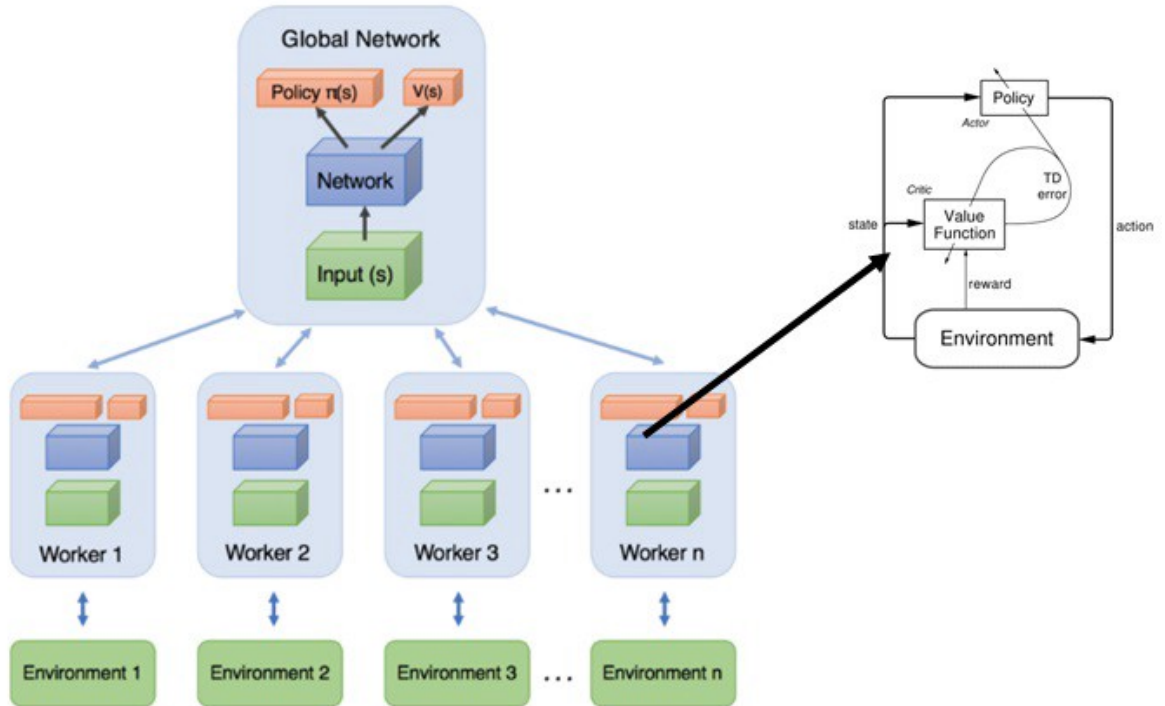 Global Network
Policy π(s)
V(s)
Network
Input (s)
Worker 1
Worker 2
Worker 3
...
Worker n
Environment 1
Environment 2
Environment 3
...
Environment n
Policy
Actor
TD
error
Critic
Value
Function
state
action
reward
Environment